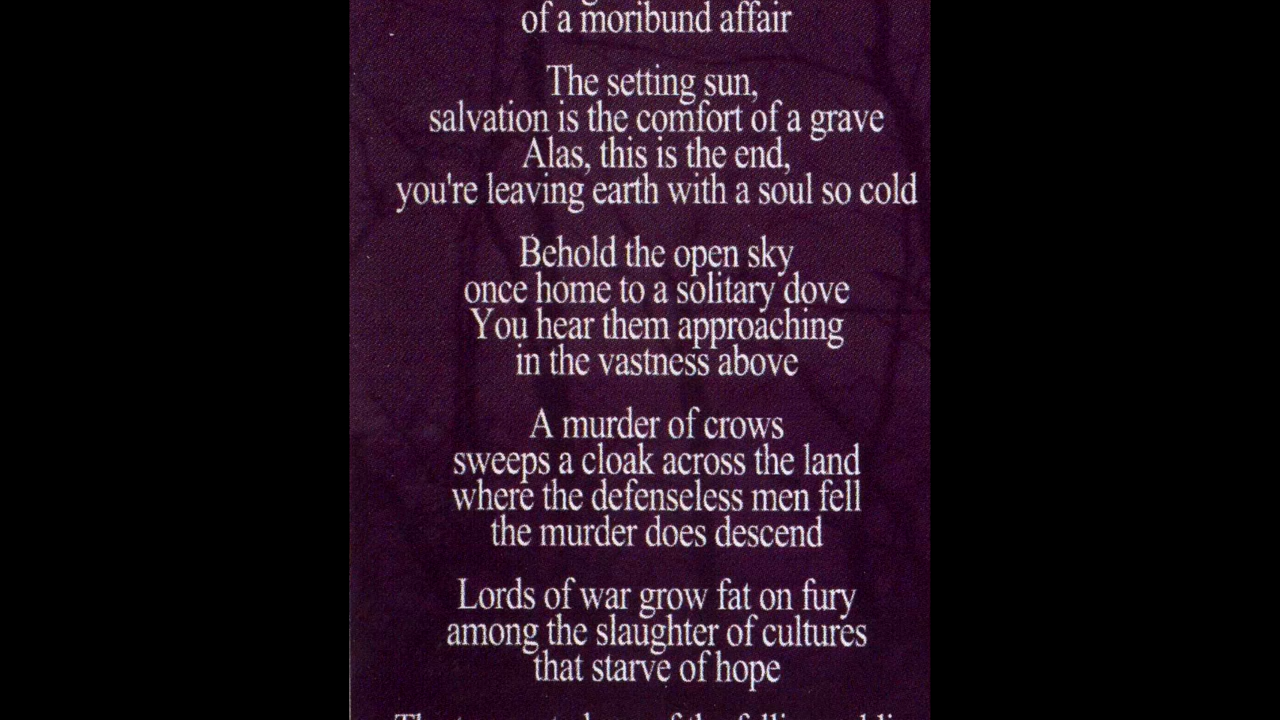 of a moribund affair
The setting sun,
salvation is the comfort of a grave
Alas, this is the end,
you're leaving earth with a soul so cold
Behold the open sky
once home to a solitary dove
You hear them approaching
in the vastness above
A murder of crows
sweeps a cloak across the land
where the defenseless men fell
the murder does descend
Lords of war grow fat on fury
among the slaughter of cultures
that starve of hope